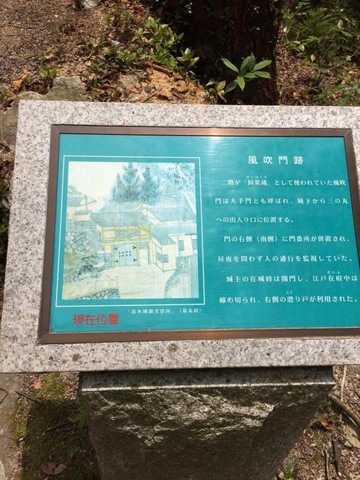 風吹門跡
二階が「飼葉蔵」として使われていた風吹
門は大手門とも呼ばれ、城下から三の丸
への出入り口に位置する。
門の右側（南側）に門番所が併置され、
昼夜を問わず人の通行を監視していた。
城主の在城時は開門し、江戸在府中は
締め切られ、右側の潜り戸が利用された。
現在位置